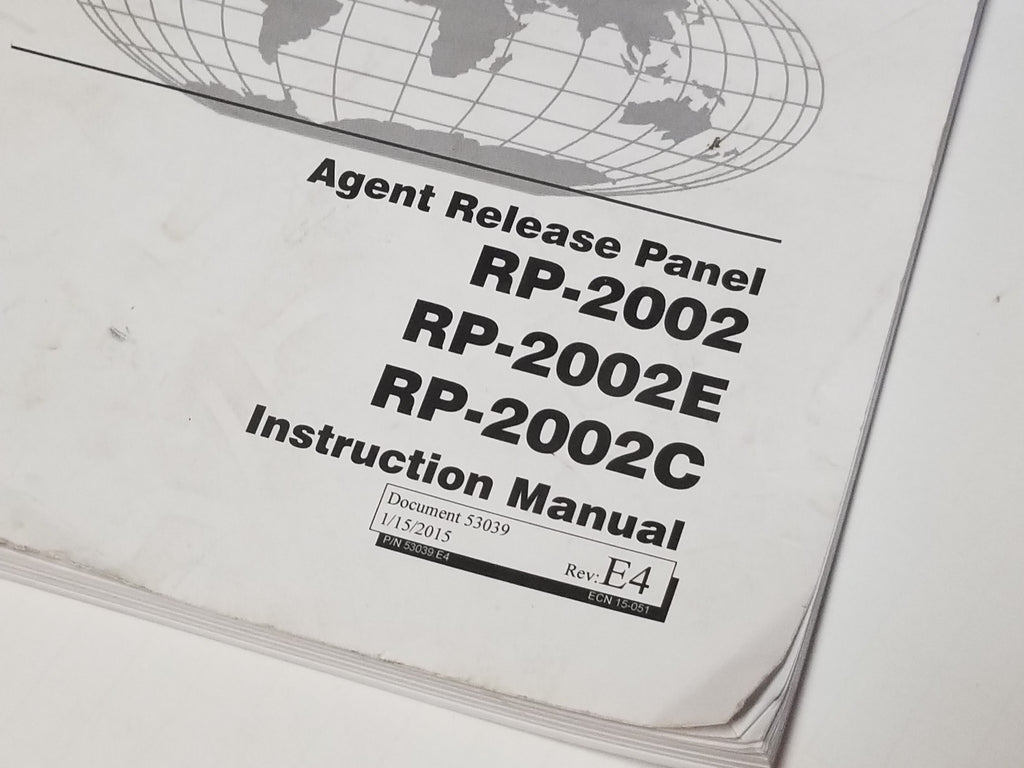 Agent Release Panel
RP-2002
RP-2002E
RP-2002C
Instruction Manual
Document 53039
1/15/2015
Rev: E4
P/N 53039 E4
ECN 15-051